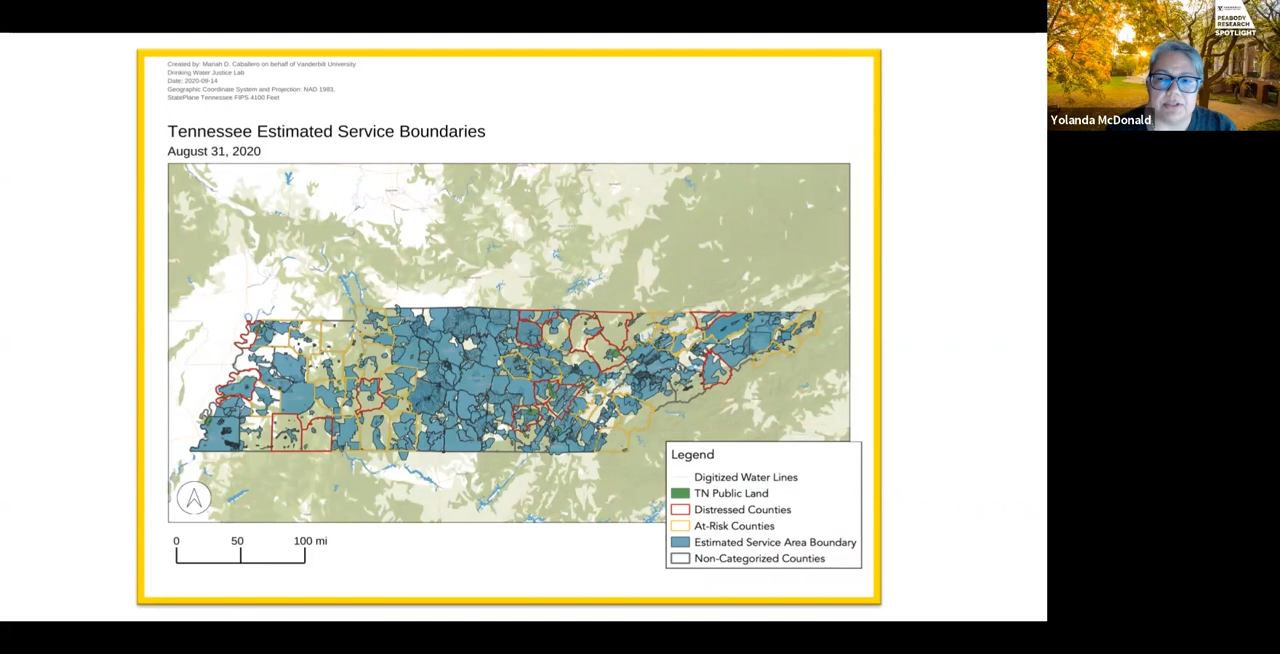 Created by: Mariah D. Caballero on behalf of Vanderbilt University
Drinking Water Justice Lab
Date: 2020-09-14
Geographic Coordinate System and Projection: NAD 1983,
StatePlane Tennessee FIPS 4100 Feet
Tennessee Estimated Service Boundaries
August 31, 2020
0 50 100 mi
Legend
Digitized Water Lines
TN Public Land
Distressed Counties
At-Risk Counties
Estimated Service Area Boundary
Non-Categorized Counties
PEABODY
RESEARCH
SPOTLIGHT
Yolanda McDonald